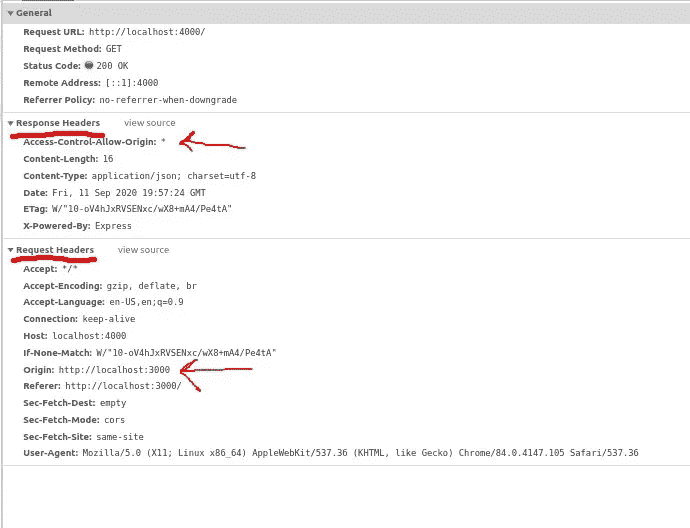 General
Request URL: http://localhost:4000/
Request Method: GET
Status Code: 200 OK
Remote Address: [::1]:4000
Referrer Policy: no-referrer-when-downgrade
Response Headers view source
Access-Control-Allow-Origin: *
Content-Length: 16
Content-Type: application/json; charset=utf-8
Date: Fri, 11 Sep 2020 19:57:24 GMT
ETag: W/"10-oV4hJxRVSENxc/wX8+mA4/Pe4tA"
X-Powered-By: Express
Request Headers view source
Accept: */*
Accept-Encoding: gzip, deflate, br
Accept-Language: en-US,en;q=0.9
Connection: keep-alive
Host: localhost:4000
If-None-Match: W/"10-oV4hJxRVSENxc/wX8+mA4/Pe4tA"
Origin: http://localhost:3000
Referer: http://localhost:3000/
Sec-Fetch-Dest: empty
Sec-Fetch-Mode: cors
Sec-Fetch-Site: same-site
User-Agent: Mozilla/5.0 (X11; Linux x86_64) AppleWebKit/537.36 (KHTML, like Gecko) Chrome/84.0.4147.105 Safari/537.36